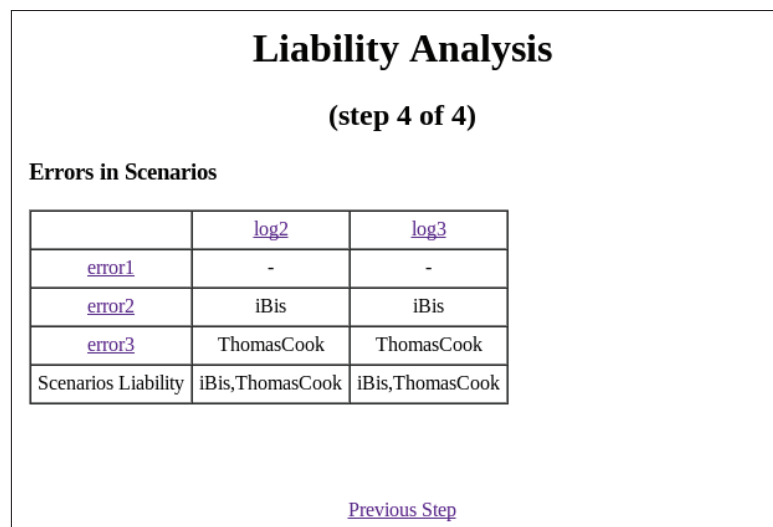 Liability Analysis
(step 4 of 4)
Errors in Scenarios
log2 log3
error1 - -
error2 iBis iBis
error3 ThomasCook ThomasCook
Scenarios Liability iBis,ThomasCook iBis,ThomasCook
Previous Step